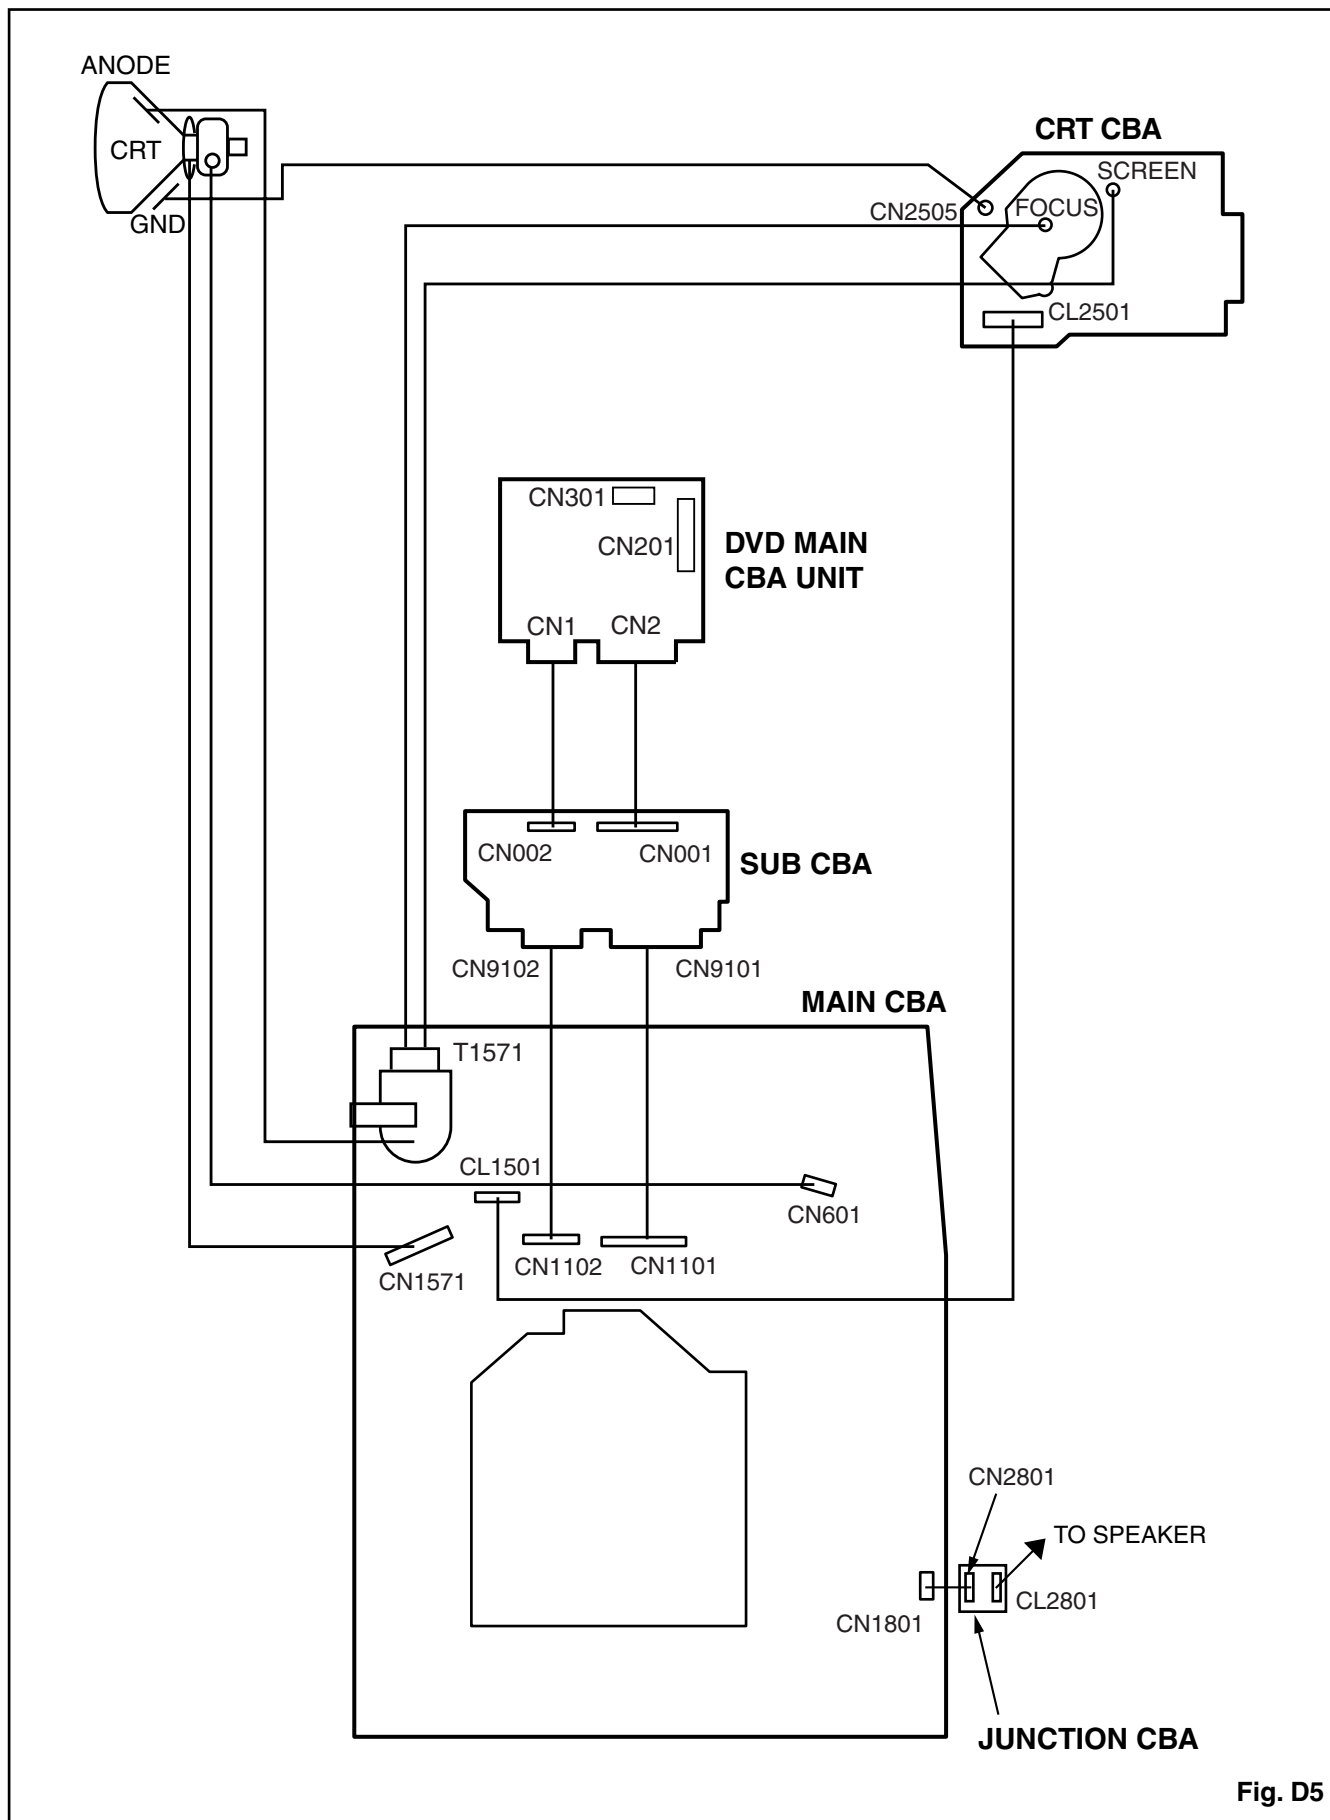 ANODE
CRT
GND
CRT CBA
SCREEN
CN2505
FOCUS
CL2501
CN301
CN201
DVD MAIN
CBA UNIT
CN1
CN2
CN002
CN001
SUB CBA
CN9102
CN9101
MAIN CBA
T1571
CL1501
CN601
CN1571
CN1102
CN1101
CN2801
TO SPEAKER
CL2801
CN1801
JUNCTION CBA
Fig. D5